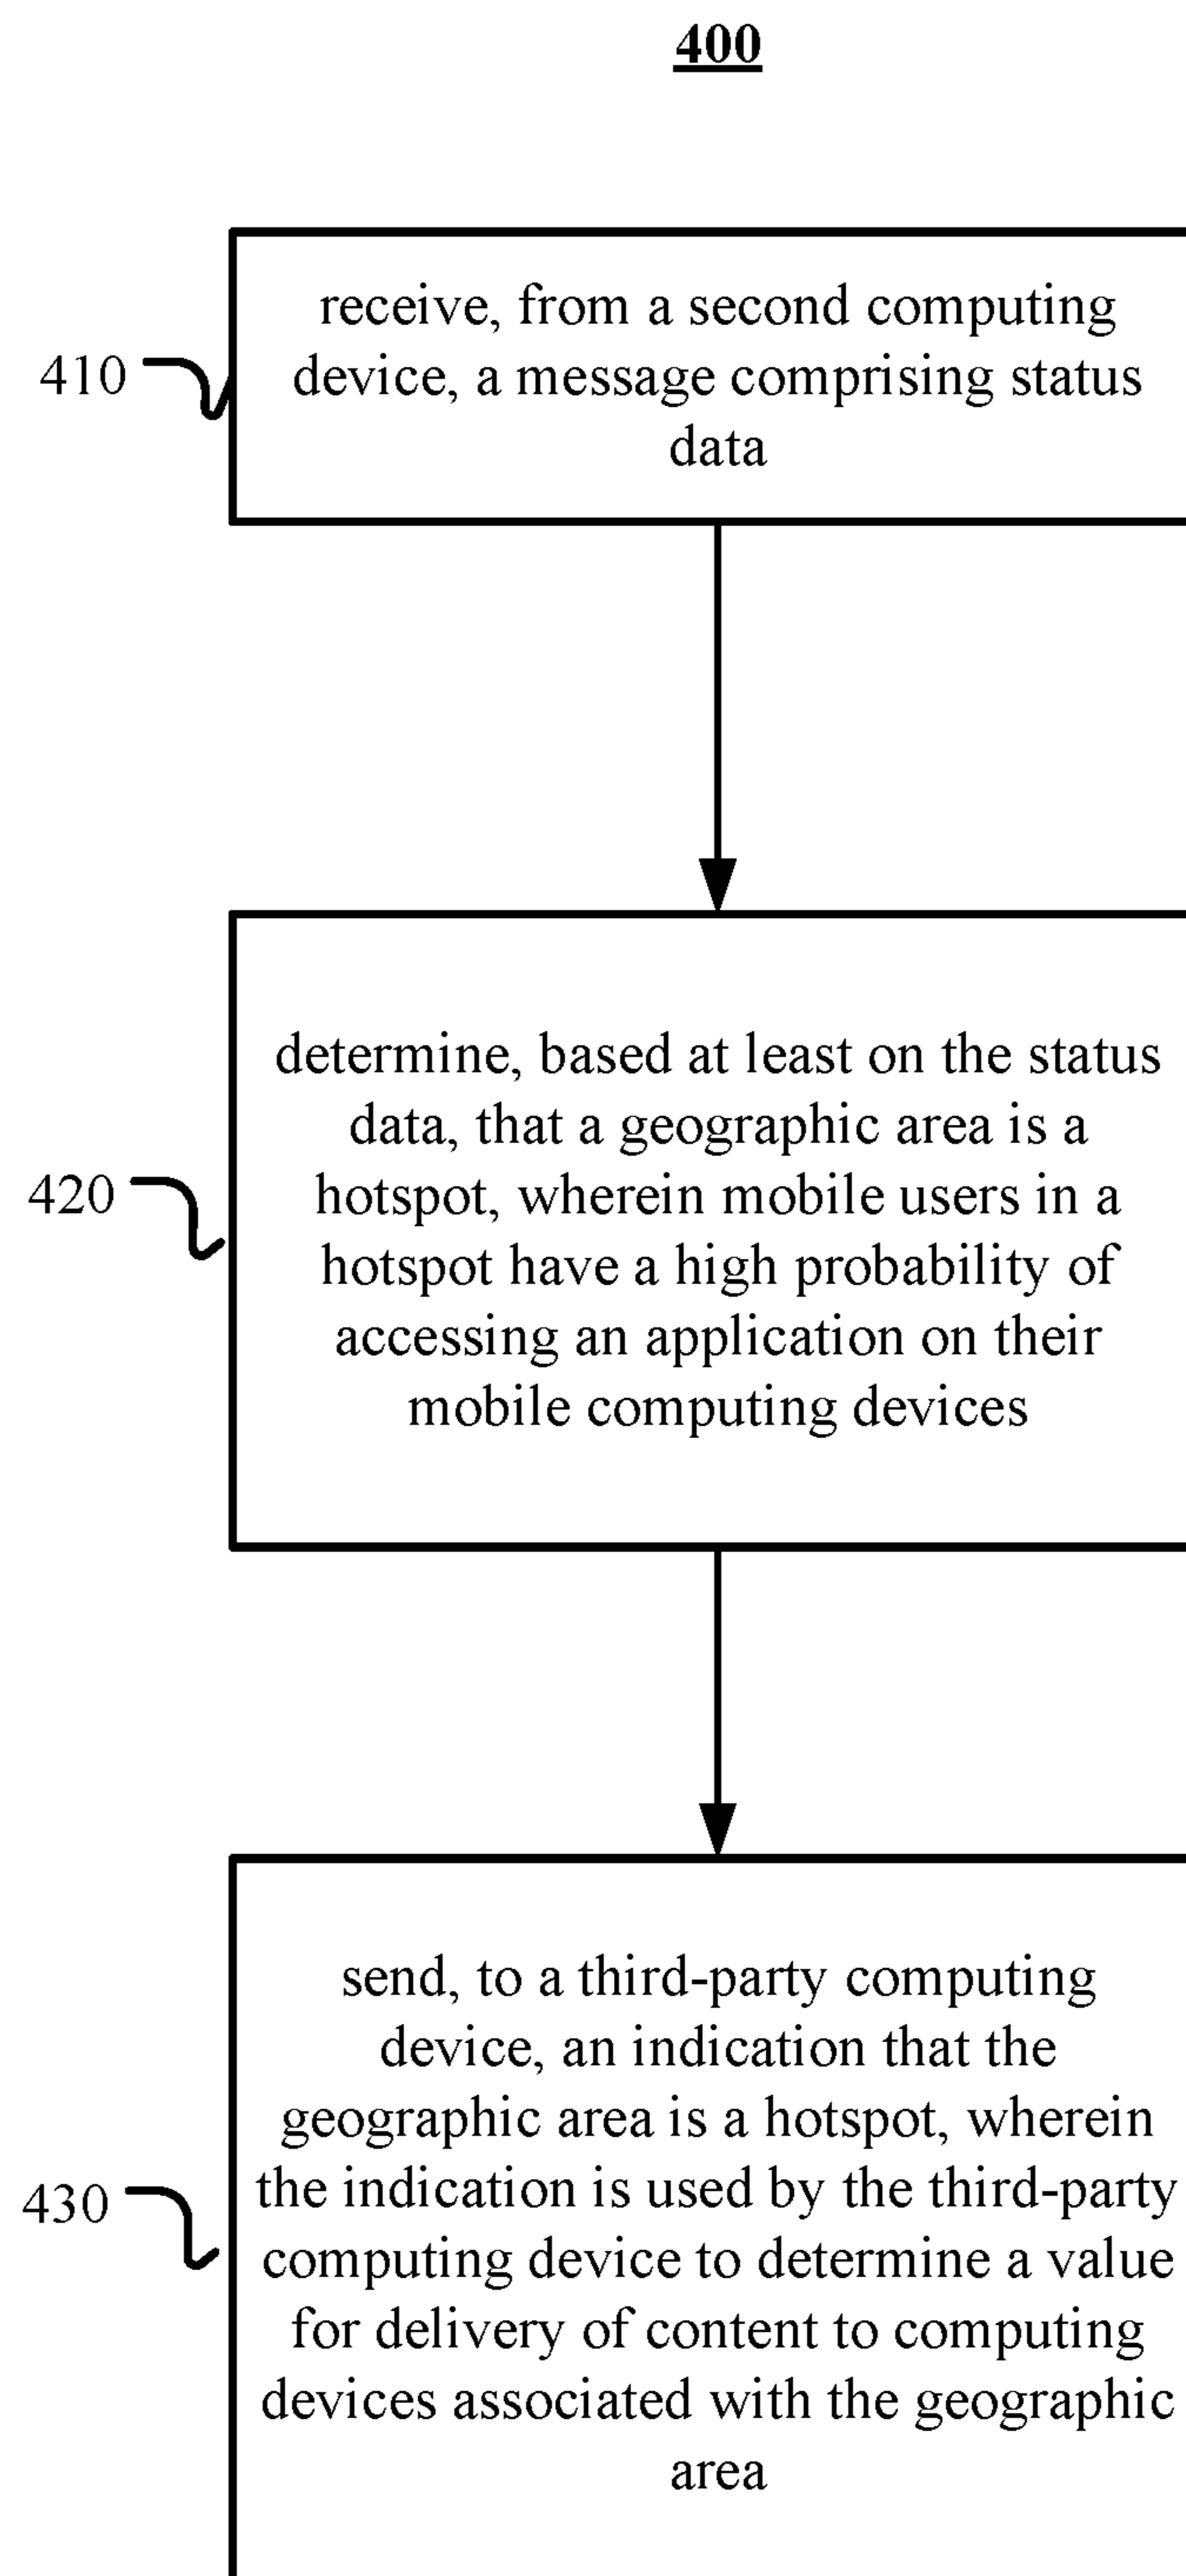 400
receive, from a second computing
410
device, a message comprising status
data
determine, based at least on the status
data, that a geographic area is a
420
hotspot, wherein mobile users in a
hotspot have a high probability of
accessing an application on their
mobile computing devices
send, to a third-party computing
device, an indication that the
geographic area is a hotspot, wherein
430
the indication is used by the third-party
computing device to determine a value
for delivery of content to computing
devices associated with the geographic
area